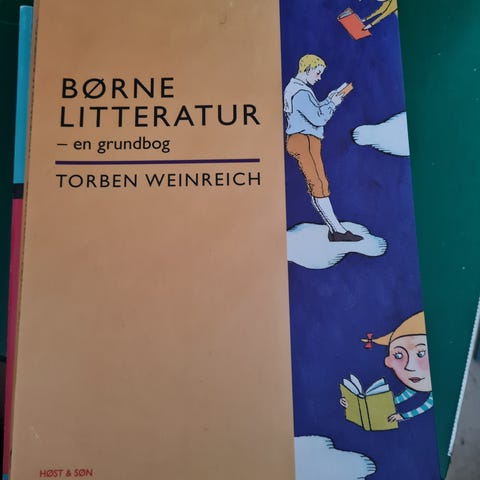 BØRNE
LITTERATUR
– en grundbog
TORBEN WEINREICH
HØST & SØN